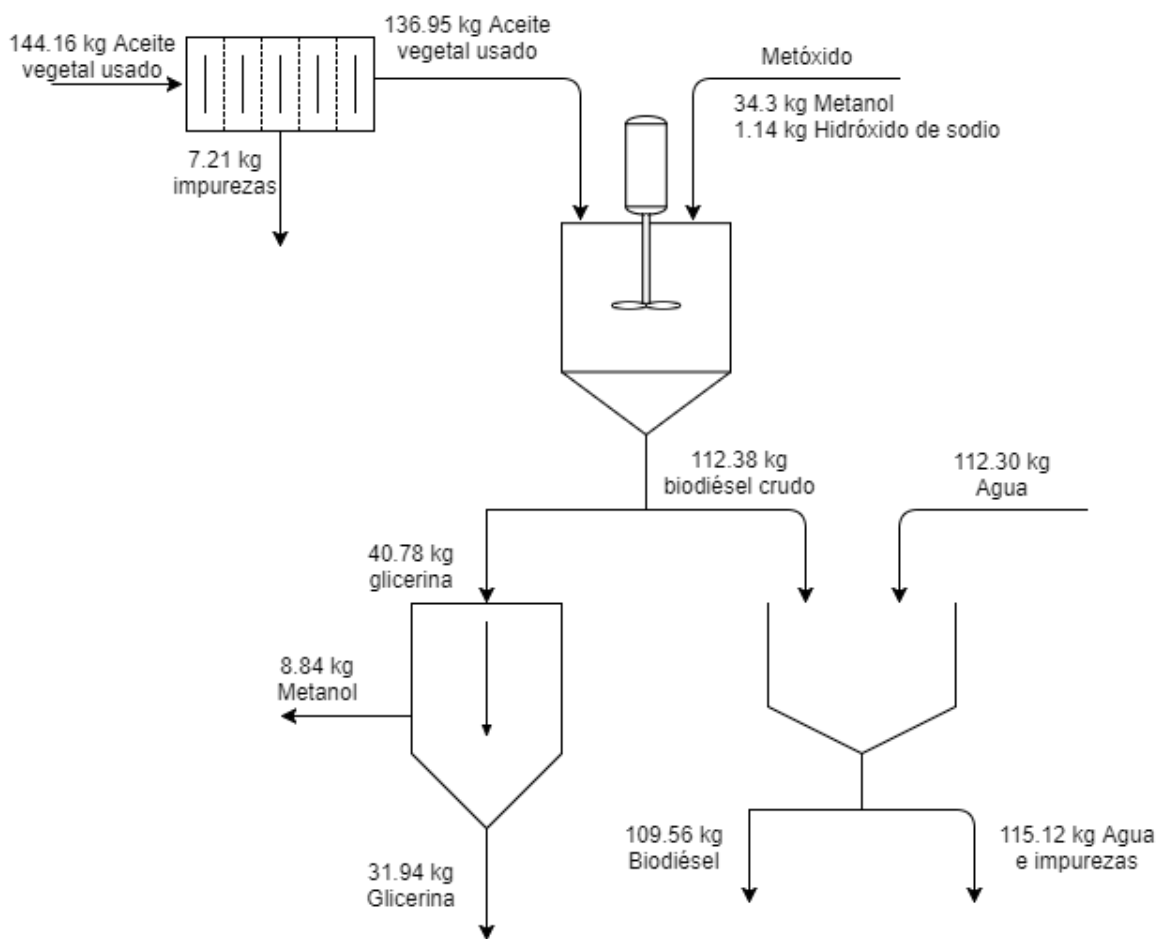 144.16 kg Aceite
vegetal usado
136.95 kg Aceite
vegetal usado
Metóxido
34.3 kg Metanol
1.14 kg Hidróxido de sodio
7.21 kg
impurezas
112.38 kg
biodiésel crudo
112.30 kg
Agua
40.78 kg
glicerina
8.84 kg
Metanol
31.94 kg
Glicerina
109.56 kg
Biodiésel
115.12 kg Agua
e impurezas